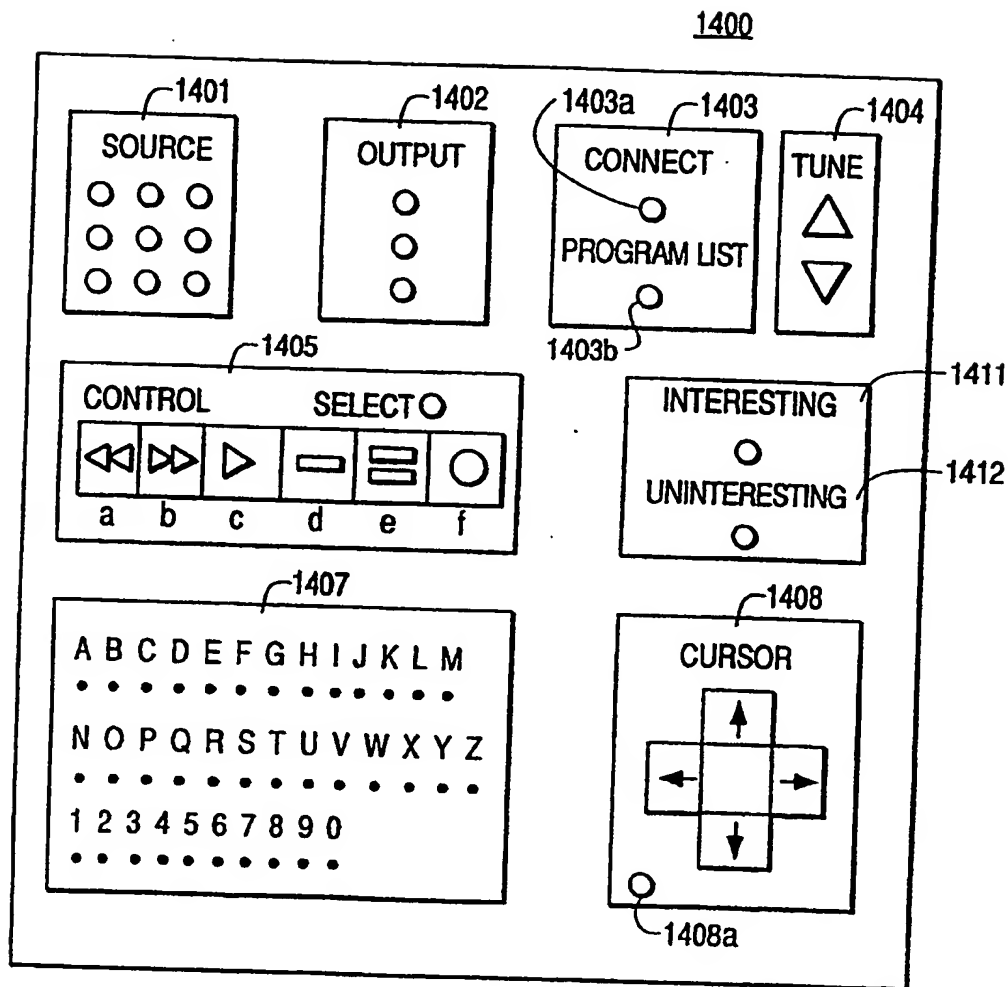 1400
1401
SOURCE
1402
OUTPUT
1403a
1403
CONNECT
PROGRAM LIST
1403b
1404
TUNE
1405
CONTROL SELECT
a b c d e f
1411
INTERESTING
1412
UNINTERESTING
1407
A B C D E F G H I J K L M
N O P Q R S T U V W X Y Z
1 2 3 4 5 6 7 8 9 0
1408
CURSOR
1408a